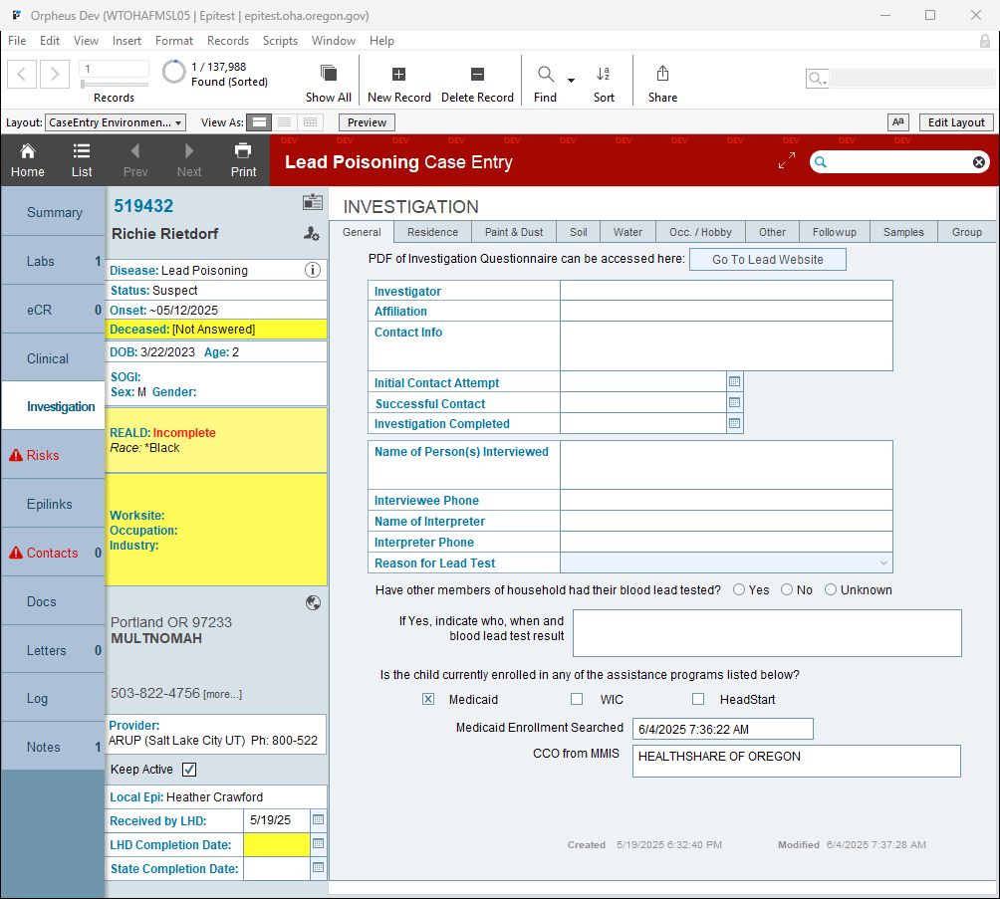 Orpheus Dev (WTOHAFMSL05 | Epitest | epitest.oha.oregon.gov)
File Edit View Insert Format Records Scripts Window Help
1
1 / 137,988
Found (Sorted)
Records
Show All New Record Delete Record Find Sort Share
Layout: CaseEntry Environmen... View As: Preview Aa Edit Layout
DEV DEV DEV DEV DEV DEV DEV DEV DEV DEV DEV DEV
Home List Prev Next Print
Lead Poisoning Case Entry
Summary
Labs 1
eCR 0
Clinical
Investigation
Risks
Epilinks
Contacts 0
Docs
Letters 0
Log
Notes 1
519432
Richie Rietdorf
Disease: Lead Poisoning
Status: Suspect
Onset: ~05/12/2025
Deceased: [Not Answered]
DOB: 3/22/2023 Age: 2
SOGI:
Sex: M Gender:
REALD: Incomplete
Race: *Black
Worksite:
Occupation:
Industry:
Portland OR 97233
MULTNOMAH
503-822-4756 [more...]
Provider:
ARUP (Salt Lake City UT) Ph: 800-522
Keep Active
Local Epi: Heather Crawford
Received by LHD: 5/19/25
LHD Completion Date:
State Completion Date:
INVESTIGATION
General Residence Paint & Dust Soil Water Occ. / Hobby Other Followup Samples Group
PDF of Investigation Questionnaire can be accessed here: Go To Lead Website
Investigator
Affiliation
Contact Info
Initial Contact Attempt
Successful Contact
Investigation Completed
Name of Person(s) Interviewed
Interviewee Phone
Name of Interpreter
Interpreter Phone
Reason for Lead Test
Have other members of household had their blood lead tested? Yes No Unknown
If Yes, indicate who, when and
blood lead test result
Is the child currently enrolled in any of the assistance programs listed below?
Medicaid WIC HeadStart
Medicaid Enrollment Searched 6/4/2025 7:36:22 AM
CCO from MMIS HEALTHSHARE OF OREGON
Created 5/19/2025 6:32:40 PM Modified 6/4/2025 7:37:28 AM